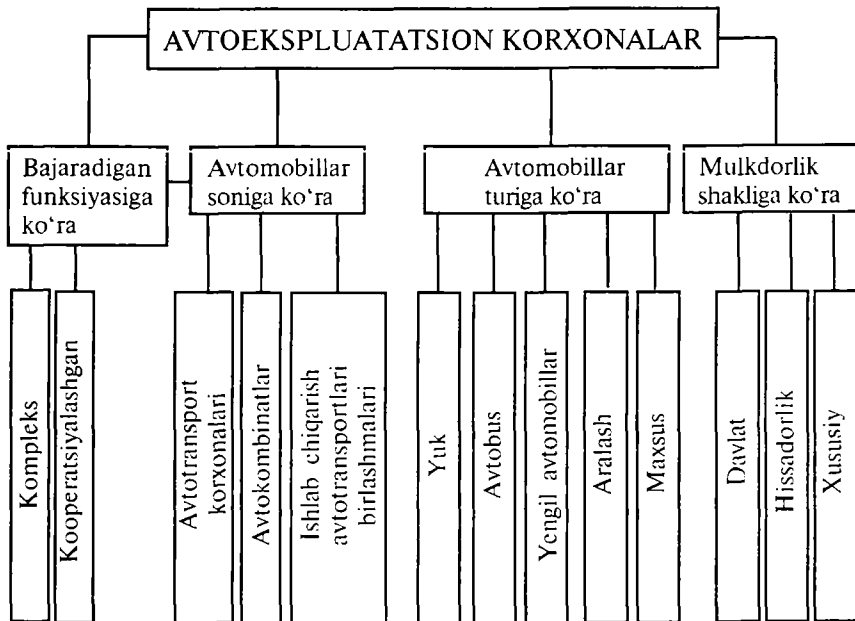 AVTOEKSPLUATATSION KORXONALAR
Bajaradigan
funksiyasiga
ko‘ra
Avtomobillar
soniga ko‘ra
Avtomobillar
turiga ko‘ra
Mulkdorlik
shakliga ko‘ra
Kompleks
Kooperatsiyalashgan
Avtotransport
korxonalari
Avtokombinatlar
Ishlab chiqarish
avtotransportlari
birlashmalari
Yuk
Avtobus
Yengil avtomobillar
Aralash
Maxsus
Davlat
Hissadorlik
Xususiy